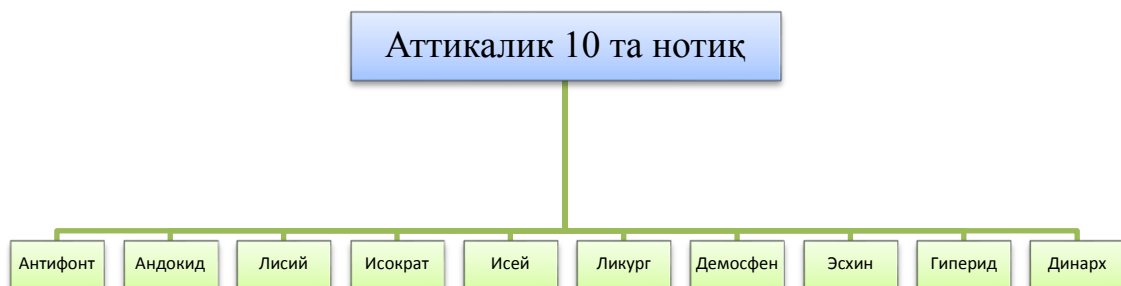 Аттикалик 10 та нотиқ
Антифонт
Андокид
Лисий
Исократ
Исей
Ликург
Демосфен
Эсхин
Гиперид
Динарх